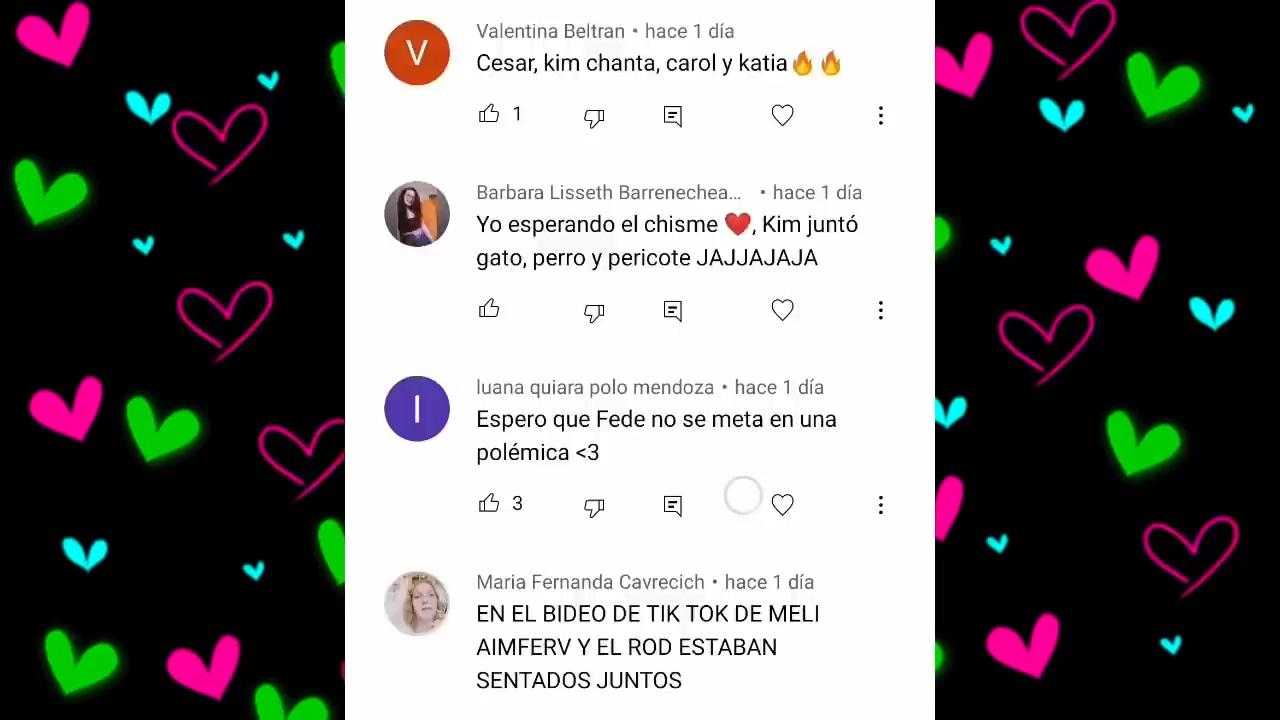 Valentina Beltran • hace 1 día
V
Cesar, kim chanta, carol y katia🔥🔥
1
Barbara Lisseth Barrenechea... • hace 1 día
Yo esperando el chisme ❤️, Kim juntó
gato, perro y pericote JAJJAJAJA
luana quiara polo mendoza • hace 1 día
l
Espero que Fede no se meta en una
polémica <3
3
Maria Fernanda Cavrecich • hace 1 día
EN EL BIDEO DE TIK TOK DE MELI
AIMFERV Y EL ROD ESTABAN
SENTADOS JUNTOS